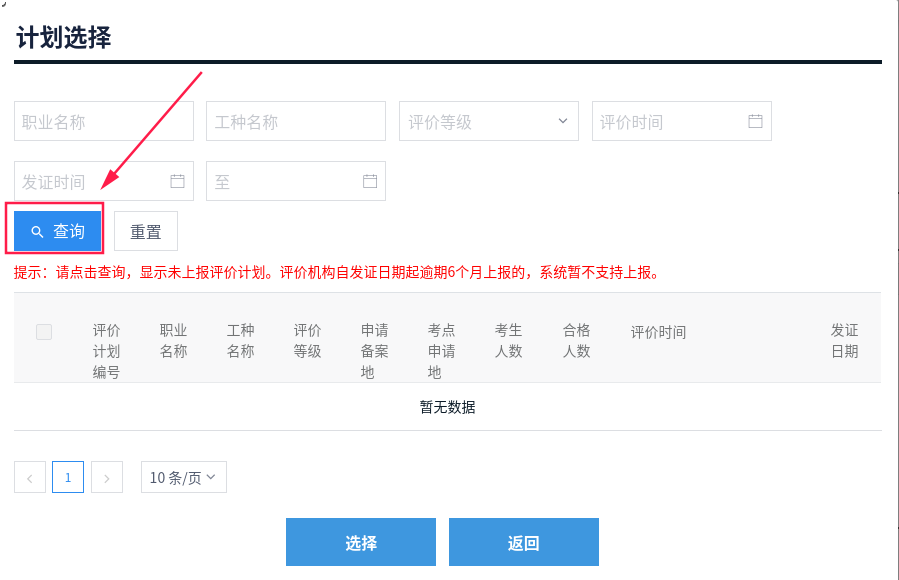 计划选择
职业名称
工种名称
评价等级
评价时间
发证时间
至
查询
重置
提示：请点击查询，显示未上报评价计划。评价机构自发证日期起逾期6个月上报的，系统暂不支持上报。
评价计划编号
职业名称
工种名称
评价等级
申请备案地
考点申请地
考生人数
合格人数
评价时间
发证日期
暂无数据
1
10 条/页
选择
返回